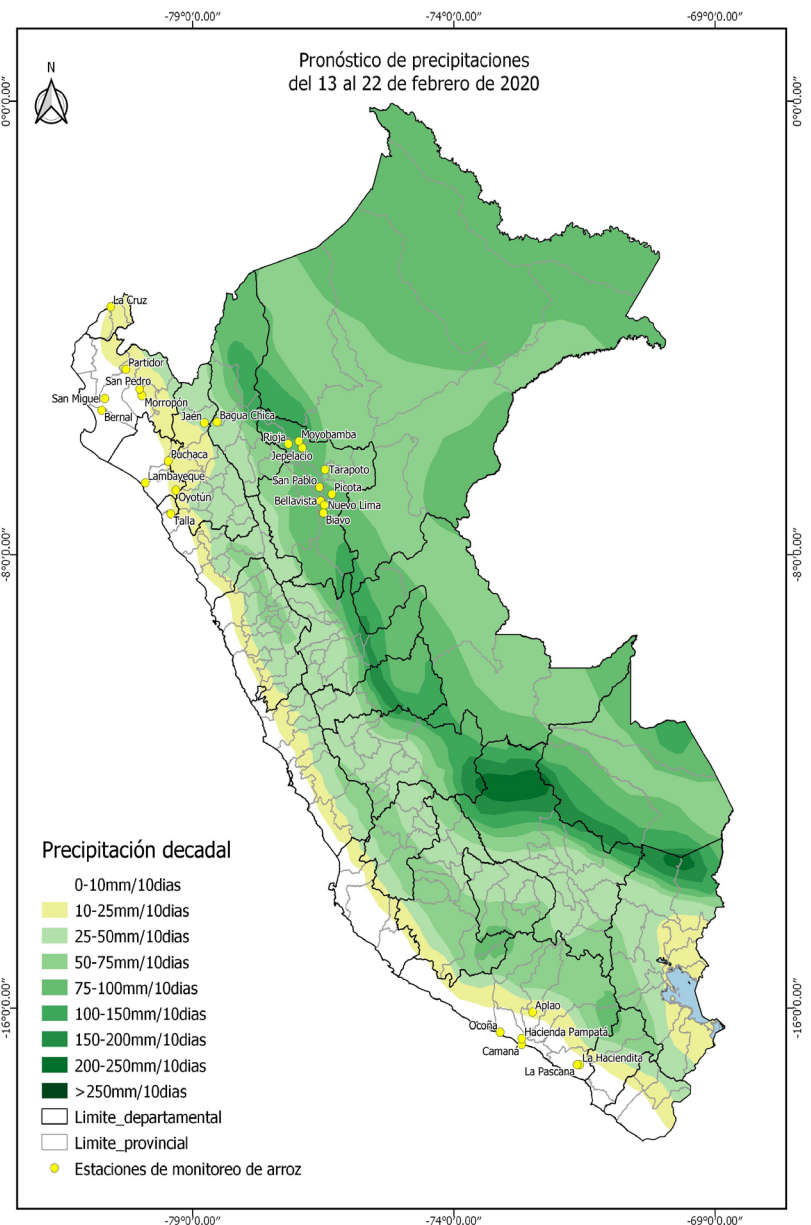 -79°0'0.00"
-74°0'0.00"
-69°0'0.00"
Pronóstico de precipitaciones
del 13 al 22 de febrero de 2020
N
0°0'0.00"
0°0'0.00"
La Cruz
Partidor
San Pedro
San Miguel
Morropón
Bernal
Jaén
Bagua Chica
Rioja
Moyobamba
Jepelacio
Puchaca
Tarapoto
Lambayeque
San Pablo
Picota
Oyotún
Bellavista
Nuevo Lima
Talla
Biavo
-8°0'0.00"
-8°0'0.00"
Precipitación decadal
0-10mm/10dias
10-25mm/10dias
25-50mm/10dias
50-75mm/10dias
75-100mm/10dias
100-150mm/10dias
150-200mm/10dias
200-250mm/10dias
>250mm/10dias
Limite_departamental
Limite_provincial
Estaciones de monitoreo de arroz
-16°0'0.00"
-16°0'0.00"
Aplao
Ocoña
Hacienda Pampata
Camaná
La Haciendita
La Pascana
-79°0'0.00"
-74°0'0.00"
-69°0'0.00"